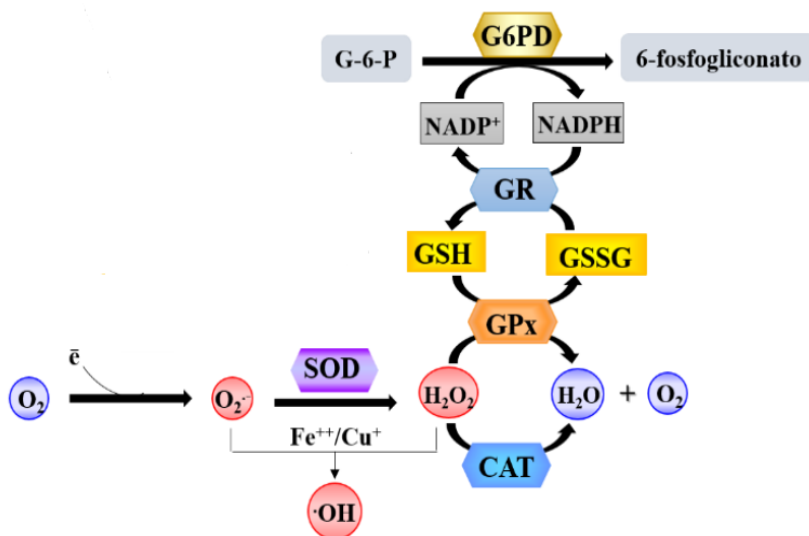 G6PD
G-6-P
6-fosfogliconato
NADP⁺
NADPH
GR
GSH
GSSG
GPx
ē
SOD
O₂
O₂·⁻
H₂O₂
H₂O + O₂
Fe⁺⁺/Cu⁺
CAT
·OH